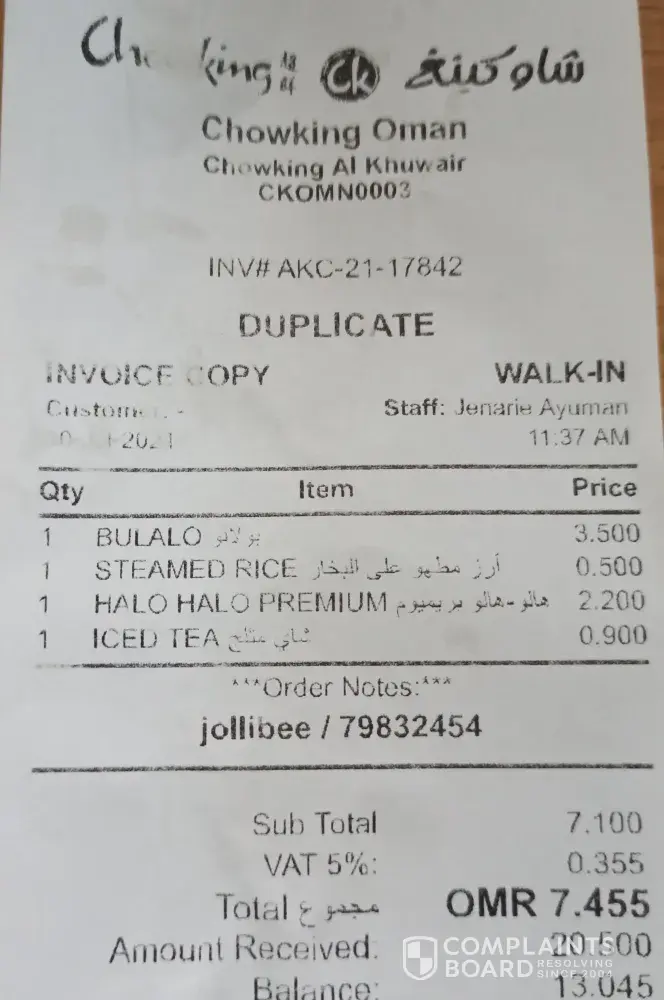 Chowking شاوكينغ
Ck
Chowking Oman
Chowking Al Khuwair
CKOMN0003
INV# AKC-21-17842
DUPLICATE
INVOICE COPY WALK-IN
Customer: - Staff: Jenarie Ayuman
11:37 AM
Qty Item Price
1 BULALO بولالو 3.500
1 STEAMED RICE أرز مطهو على البخار 0.500
1 HALO HALO PREMIUM هالو-هالو بريميوم 2.200
1 ICED TEA شاي مثلج 0.900
***Order Notes:***
jollibee / 79832454
Sub Total 7.100
VAT 5%: 0.355
Total مجموع OMR 7.455
Amount Received: 20.500
Balance: 13.045
COMPLAINTS
BOARD RESOLVING
SINCE 2004